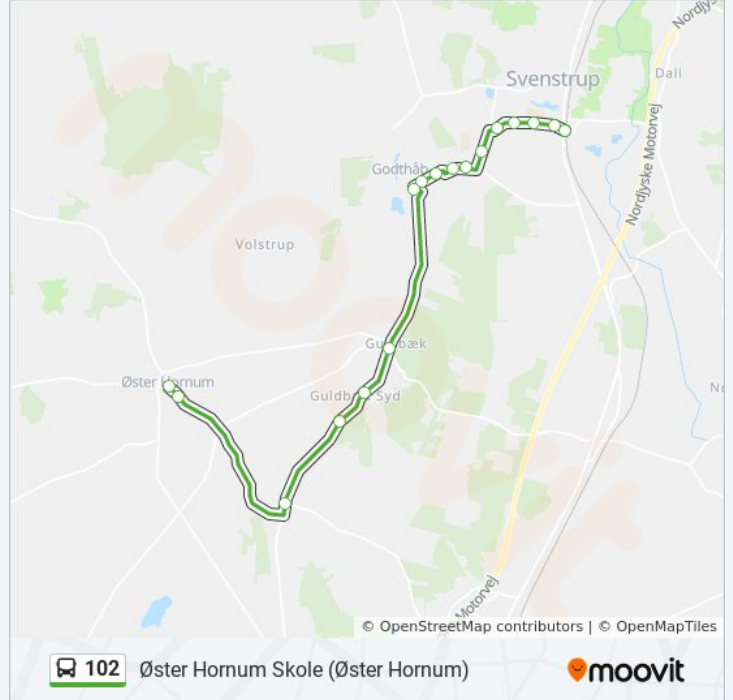 Nordjys
Svenstrup
Dall
Godthåb
Nordjyske Motorvej
Volstrup
Øster Hornum
Guldbæk Syd
Motorvej
© OpenStreetMap contributors | © OpenMapTiles
102 Øster Hornum Skole (Øster Hornum)
moovit